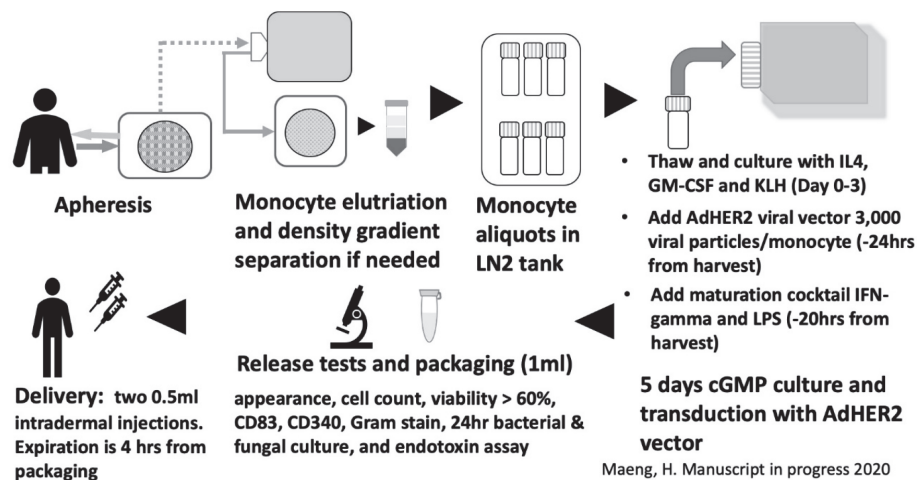 Apheresis
Monocyte elutriation
and density gradient
separation if needed
Monocyte
aliquots in
LN2 tank
• Thaw and culture with IL4,
GM-CSF and KLH (Day 0-3)
• Add AdHER2 viral vector 3,000
viral particles/monocyte (-24hrs
from harvest)
• Add maturation cocktail IFN-
gamma and LPS (-20hrs from
harvest)
5 days cGMP culture and
transduction with AdHER2
vector
Release tests and packaging (1ml)
appearance, cell count, viability > 60%,
CD83, CD340, Gram stain, 24hr bacterial &
fungal culture, and endotoxin assay
Delivery: two 0.5ml
intradermal injections.
Expiration is 4 hrs from
packaging
Maeng, H. Manuscript in progress 2020